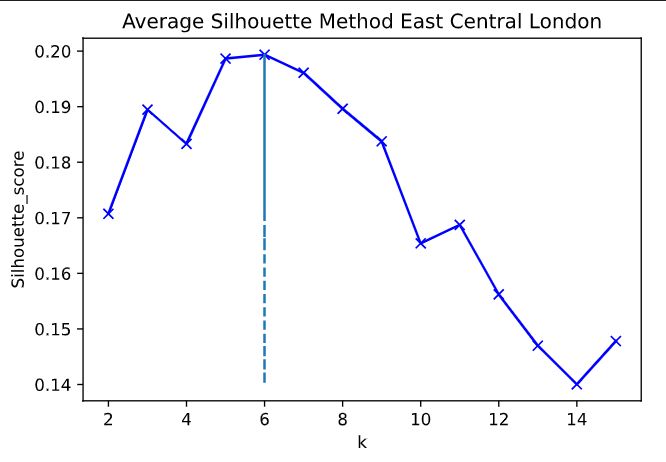 Average Silhouette Method East Central London
Silhouette_score
0.20
0.19
0.18
0.17
0.16
0.15
0.14
2 4 6 8 10 12 14
k